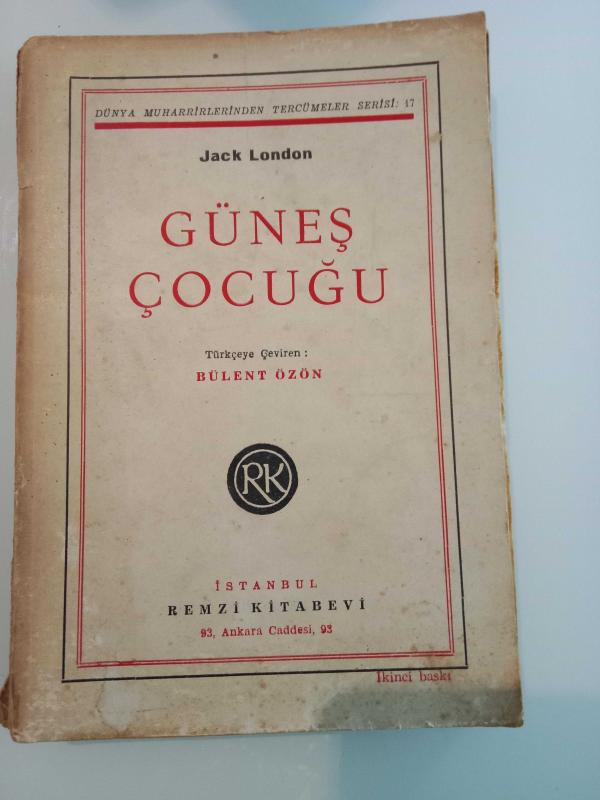 DÜNYA MUHARRİRLERİNDEN TERCÜMELER SERİSİ: 17
Jack London
GÜNEŞ
ÇOCUĞU
Türkçeye Çeviren :
BÜLENT ÖZÖN
RK
İSTANBUL
REMZİ KİTABEVİ
93, Ankara Caddesi, 93
İkinci baskı